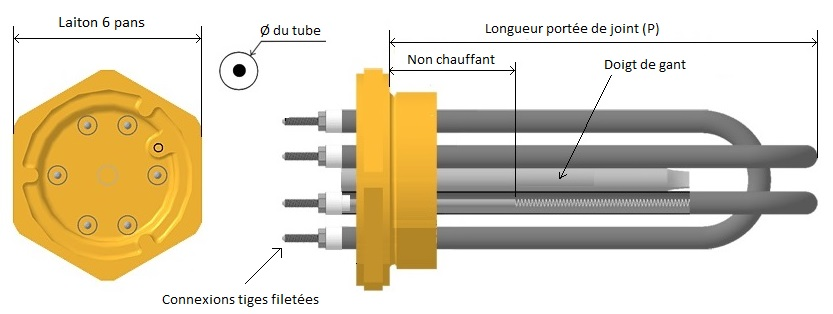 Laiton 6 pans
Ø du tube
Longueur portée de joint (P)
Non chauffant
Doigt de gant
Connexions tiges filetées